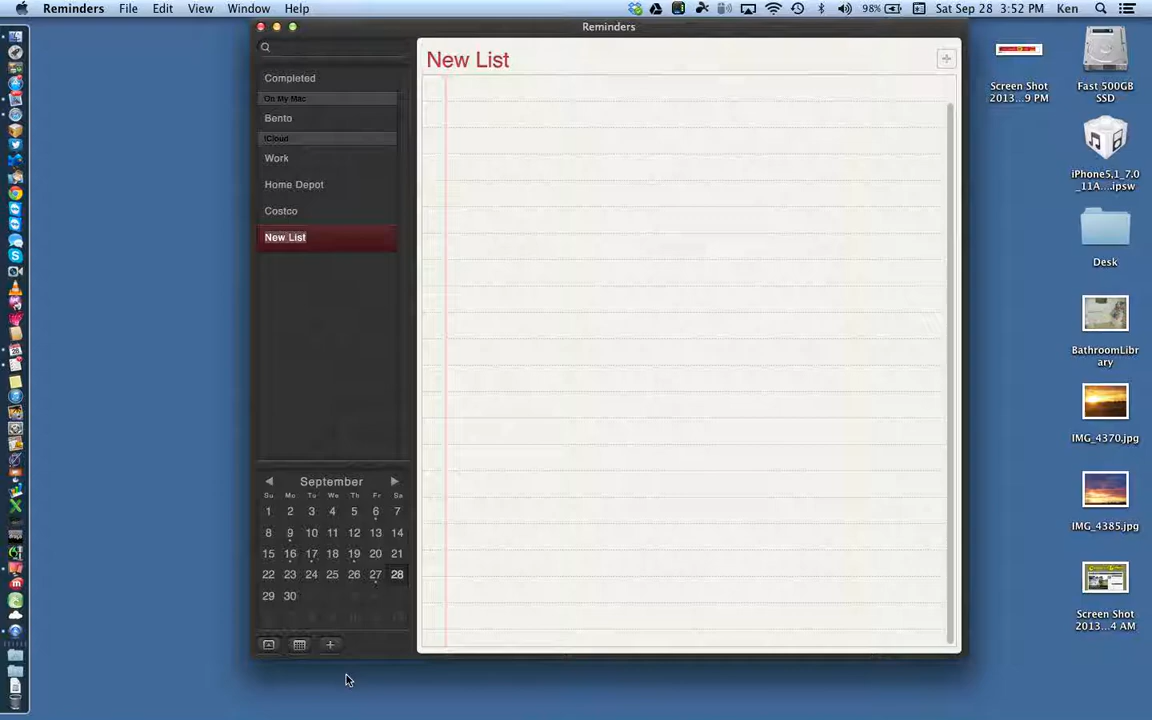 Reminders File Edit View Window Help 98% Sat Sep 28 3:52 PM Ken
Reminders
Completed
On My Mac
Bento
iCloud
Work
Home Depot
Costco
New List
New List
September
Su Mo Tu We Th Fr Sa
1 2 3 4 5 6 7
8 9 10 11 12 13 14
15 16 17 18 19 20 21
22 23 24 25 26 27 28
29 30
Screen Shot
2013...9 PM
Fast 500GB
SSD
iPhone5,1_7.0
_11A....ipsw
Desk
BathroomLibr
ary
IMG_4370.jpg
IMG_4385.jpg
Screen Shot
2013...4 AM